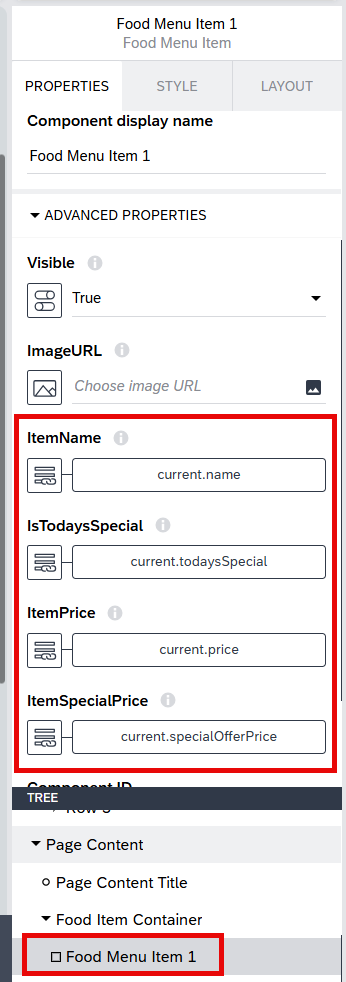 Food Menu Item 1
Food Menu Item
PROPERTIES STYLE LAYOUT
Component display name
Food Menu Item 1
ADVANCED PROPERTIES
Visible
True
ImageURL
Choose image URL
ItemName
current.name
IsTodaysSpecial
current.todaysSpecial
ItemPrice
current.price
ItemSpecialPrice
current.specialOfferPrice
Component ID
TREE
Page Content
Page Content Title
Food Item Container
Food Menu Item 1